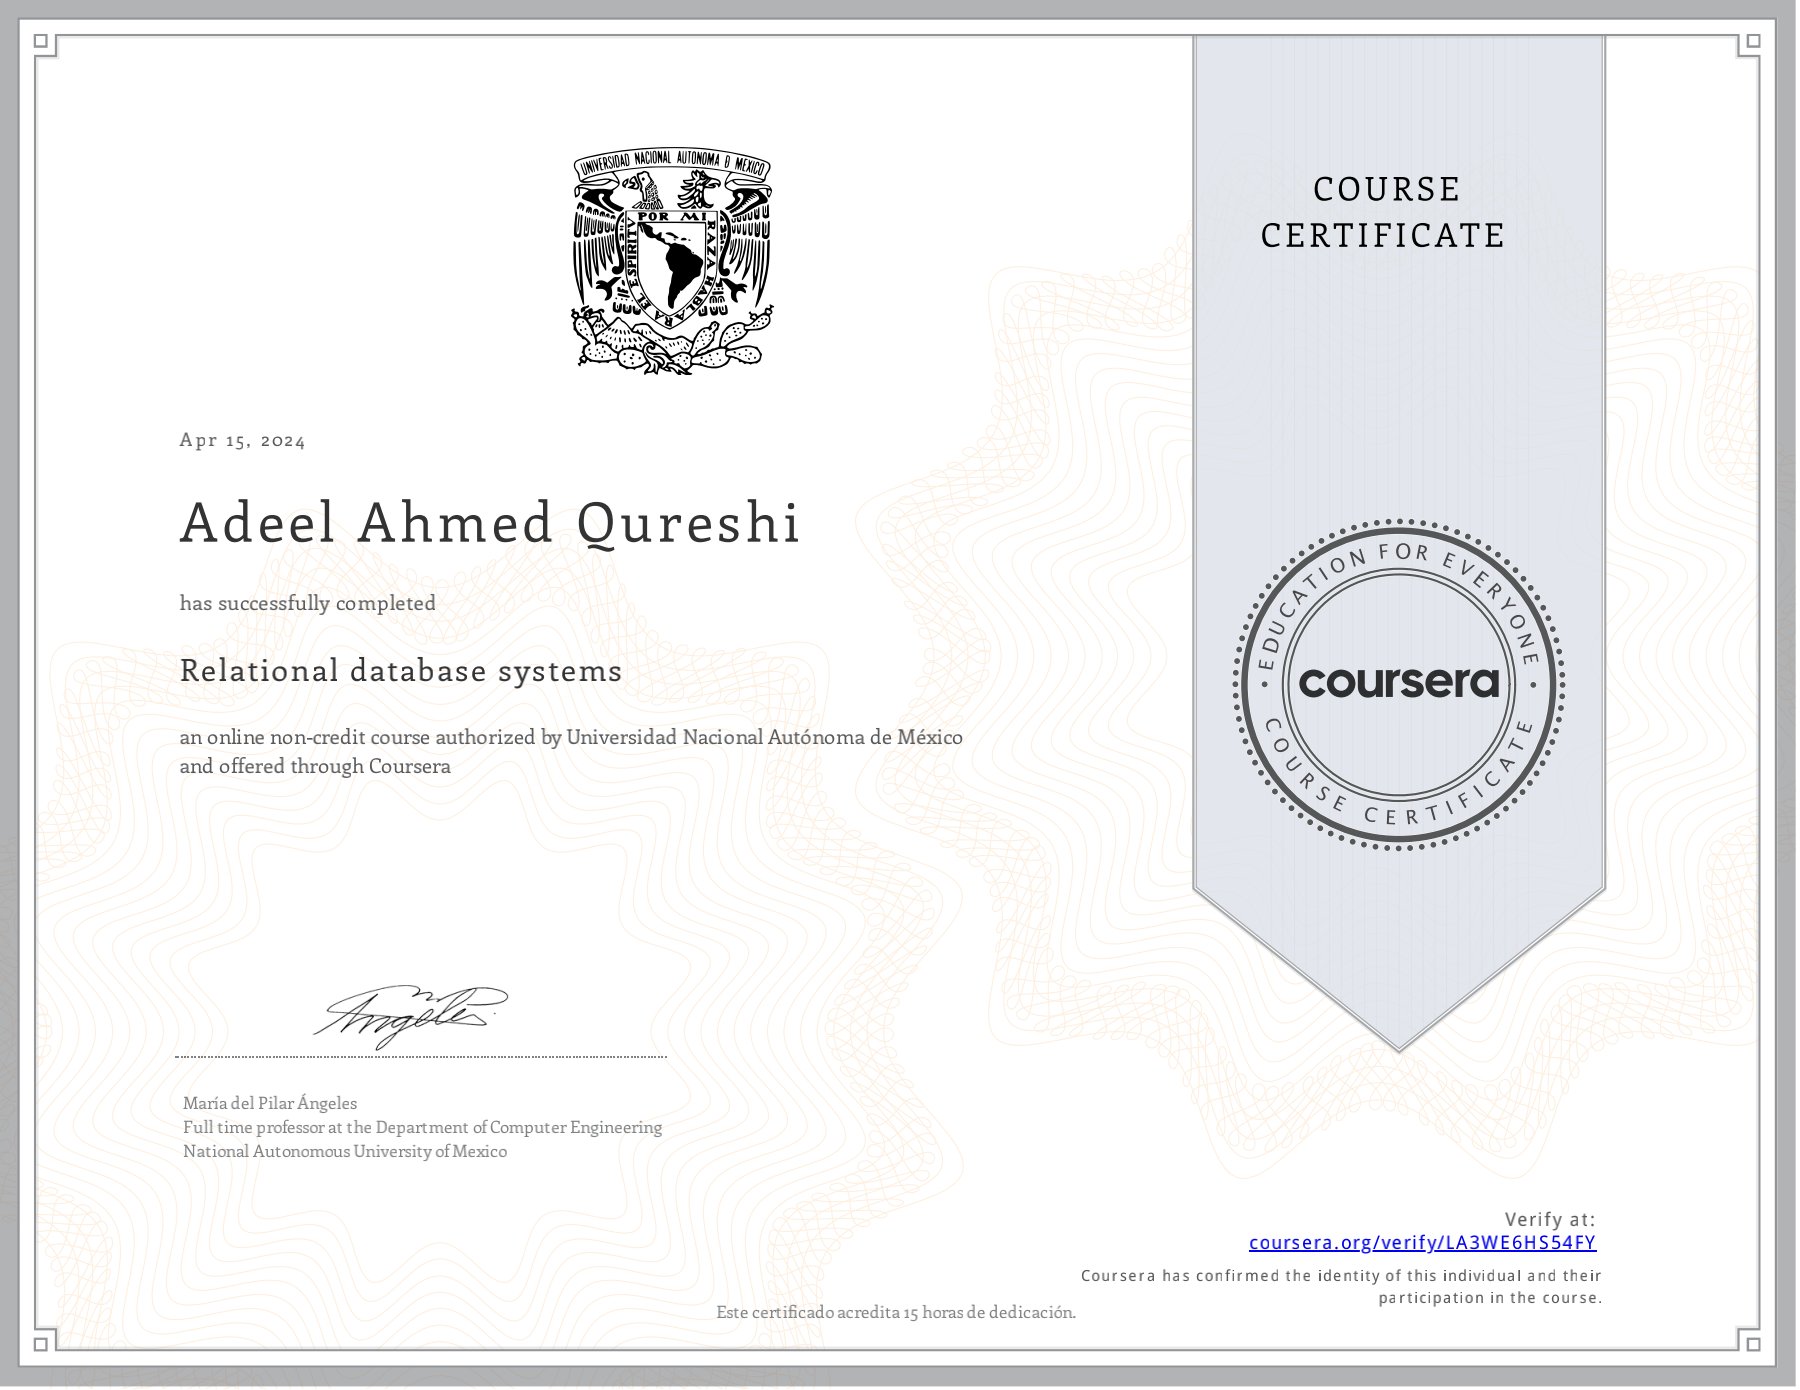 UNIVERSIDAD NACIONAL AUTONOMA D MEXICO
POR MI RAZA HABLARA EL ESPIRITV
COURSE
CERTIFICATE
Apr 15, 2024
Adeel Ahmed Qureshi
has successfully completed
Relational database systems
an online non-credit course authorized by Universidad Nacional Autónoma de México
and offered through Coursera
EDUCATION FOR EVERYONE
coursera
COURSE CERTIFICATE
Angeles
María del Pilar Ángeles
Full time professor at the Department of Computer Engineering
National Autonomous University of Mexico
Verify at:
coursera.org/verify/LA3WE6HS54FY
Coursera has confirmed the identity of this individual and their
participation in the course.
Este certificado acredita 15 horas de dedicación.